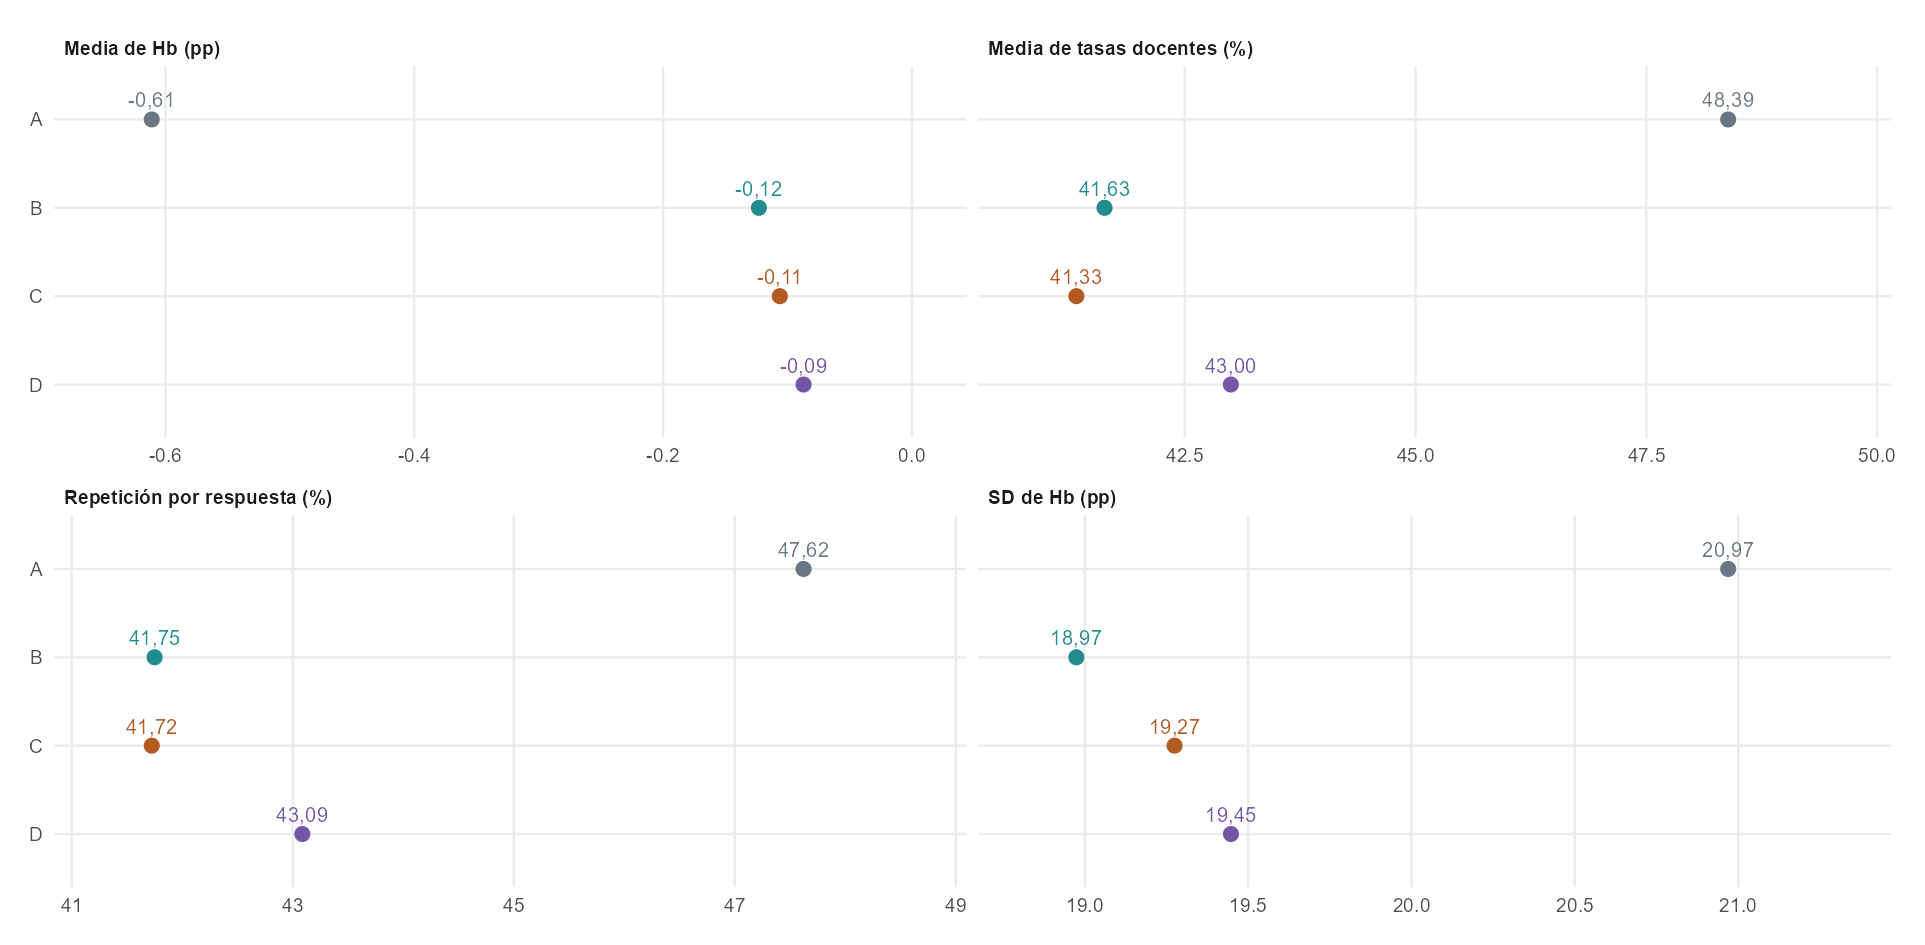 Media de Hb (pp)
Media de tasas docentes (%)
A
-0,61
48,39
B
-0,12
41,63
C
-0,11
41,33
D
-0,09
43,00
-0.6
-0.4
-0.2
0.0
42.5
45.0
47.5
50.0
Repetición por respuesta (%)
SD de Hb (pp)
A
47,62
20,97
B
41,75
18,97
C
41,72
19,27
D
43,09
19,45
41
43
45
47
49
19.0
19.5
20.0
20.5
21.0